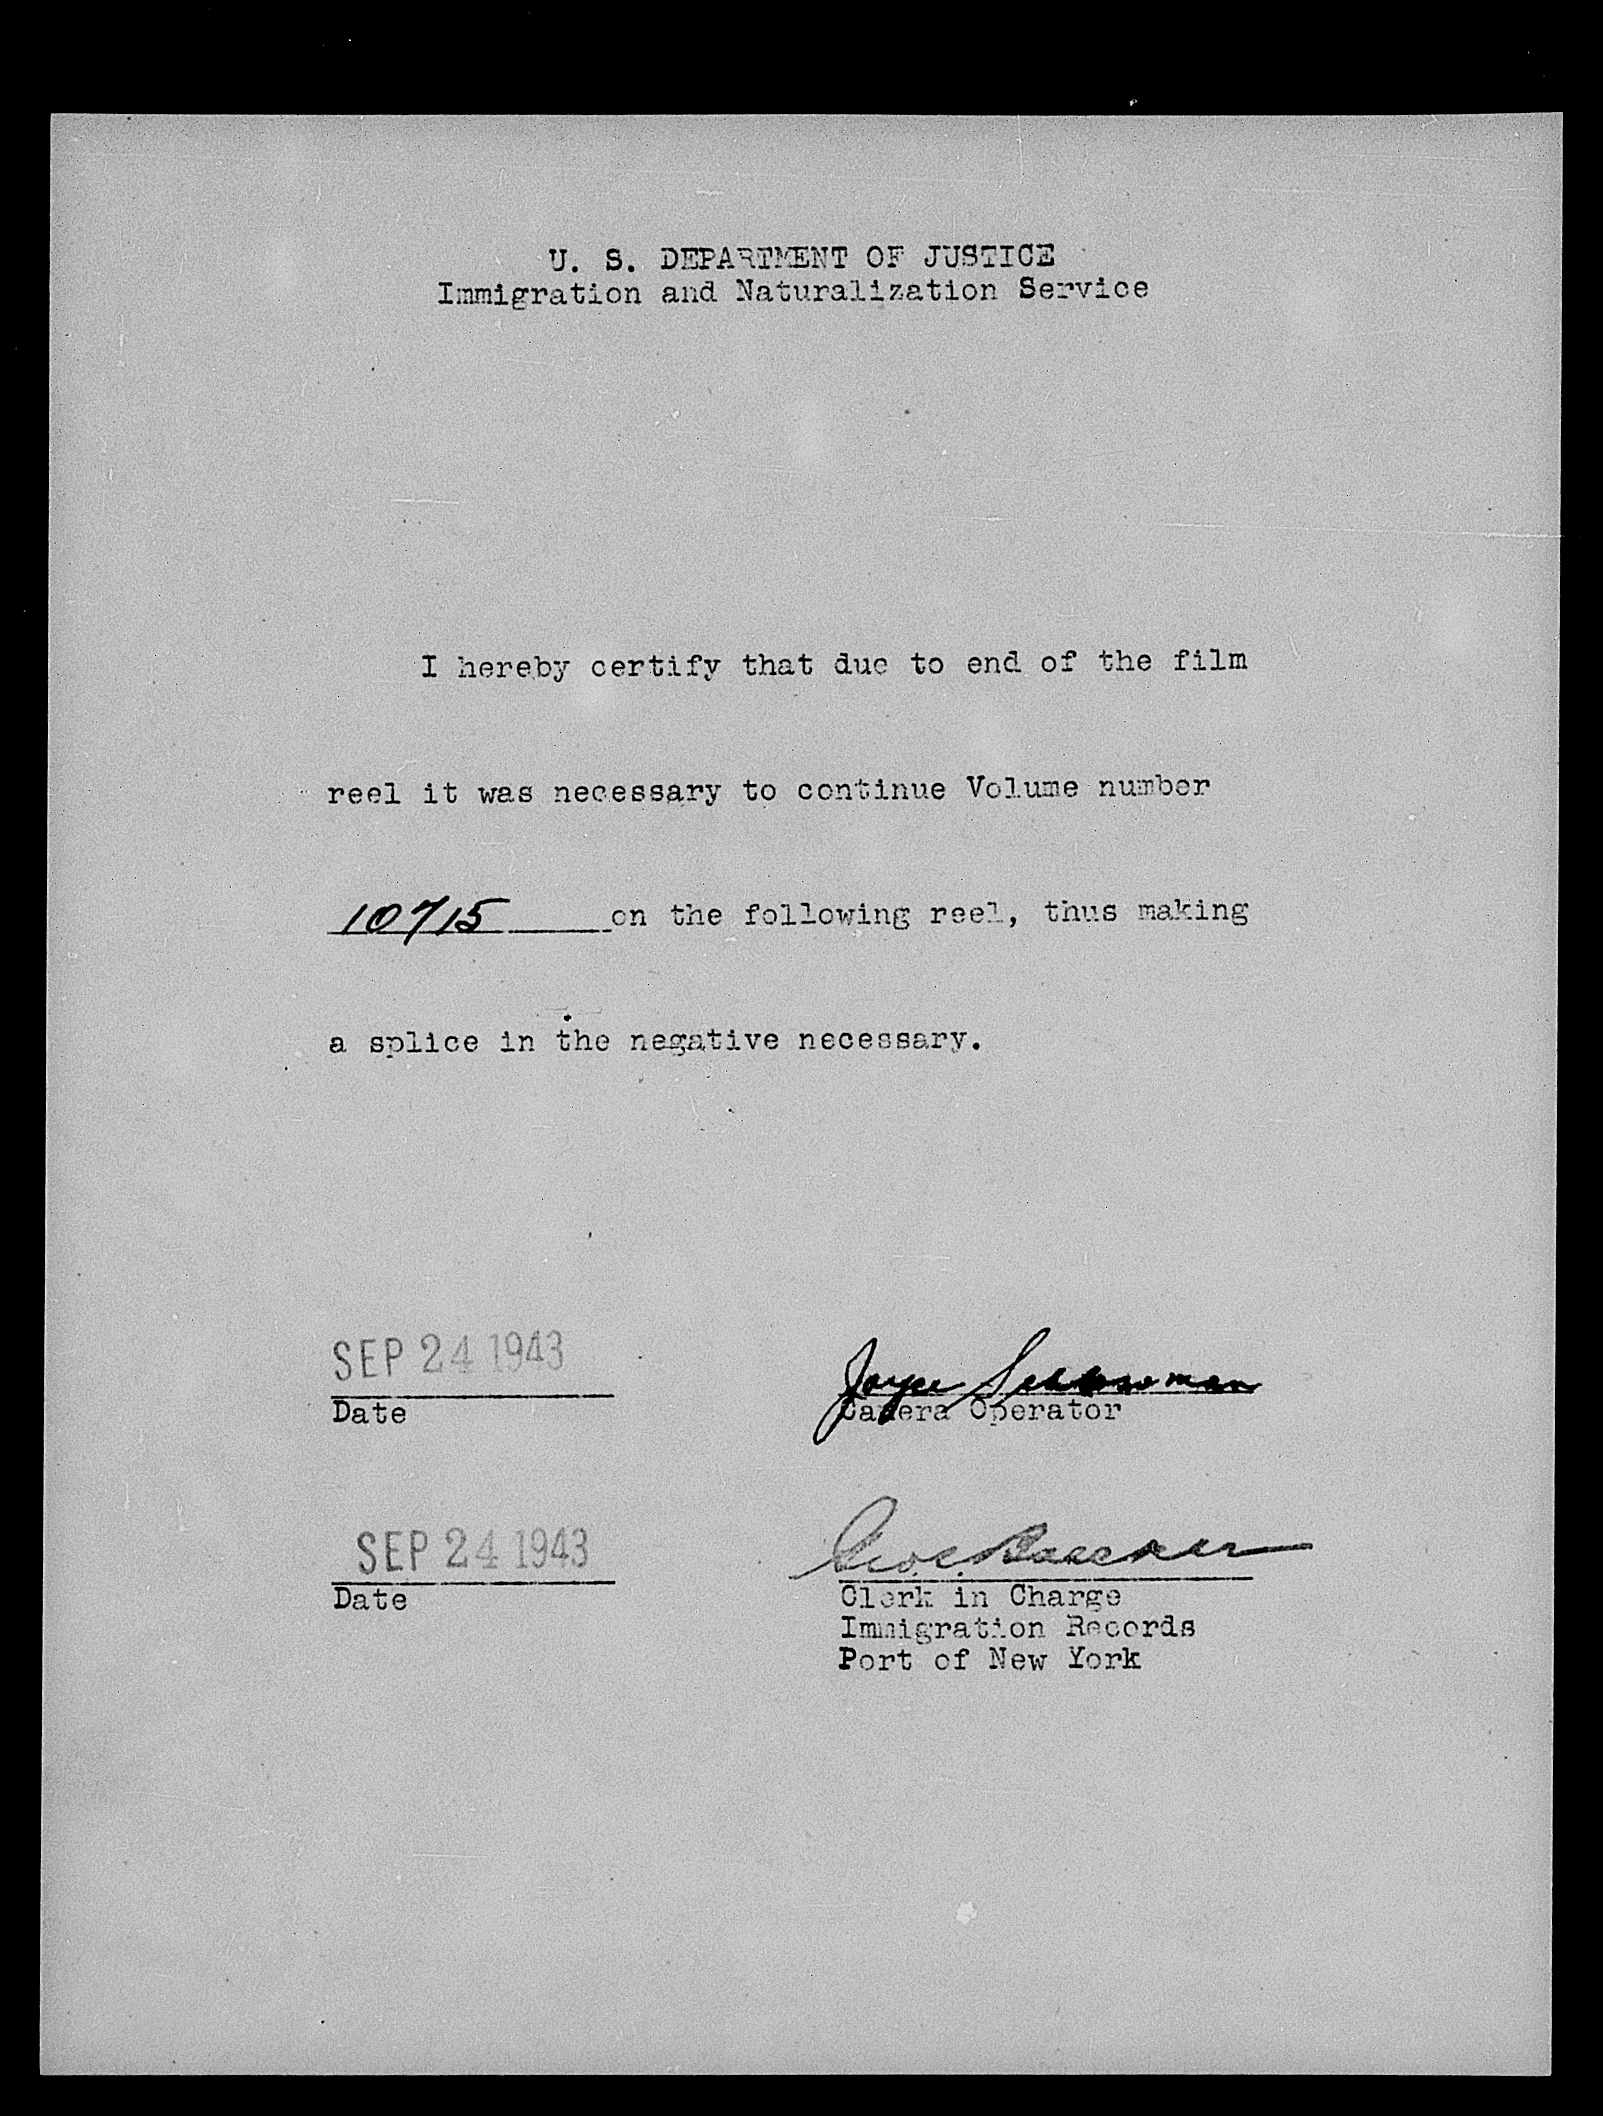 U. S. DEPARTMENT OF JUSTICE
Immigration and Naturalization Service
I hereby certify that due to end of the film
reel it was necessary to continue Volume number
10715 on the following reel, thus making
a splice in the negative necessary.
SEP 24 1943
Date
Joyce
Camera Operator
SEP 24 1943
Date
Clerk in Charge
Immigration Records
Port of New York